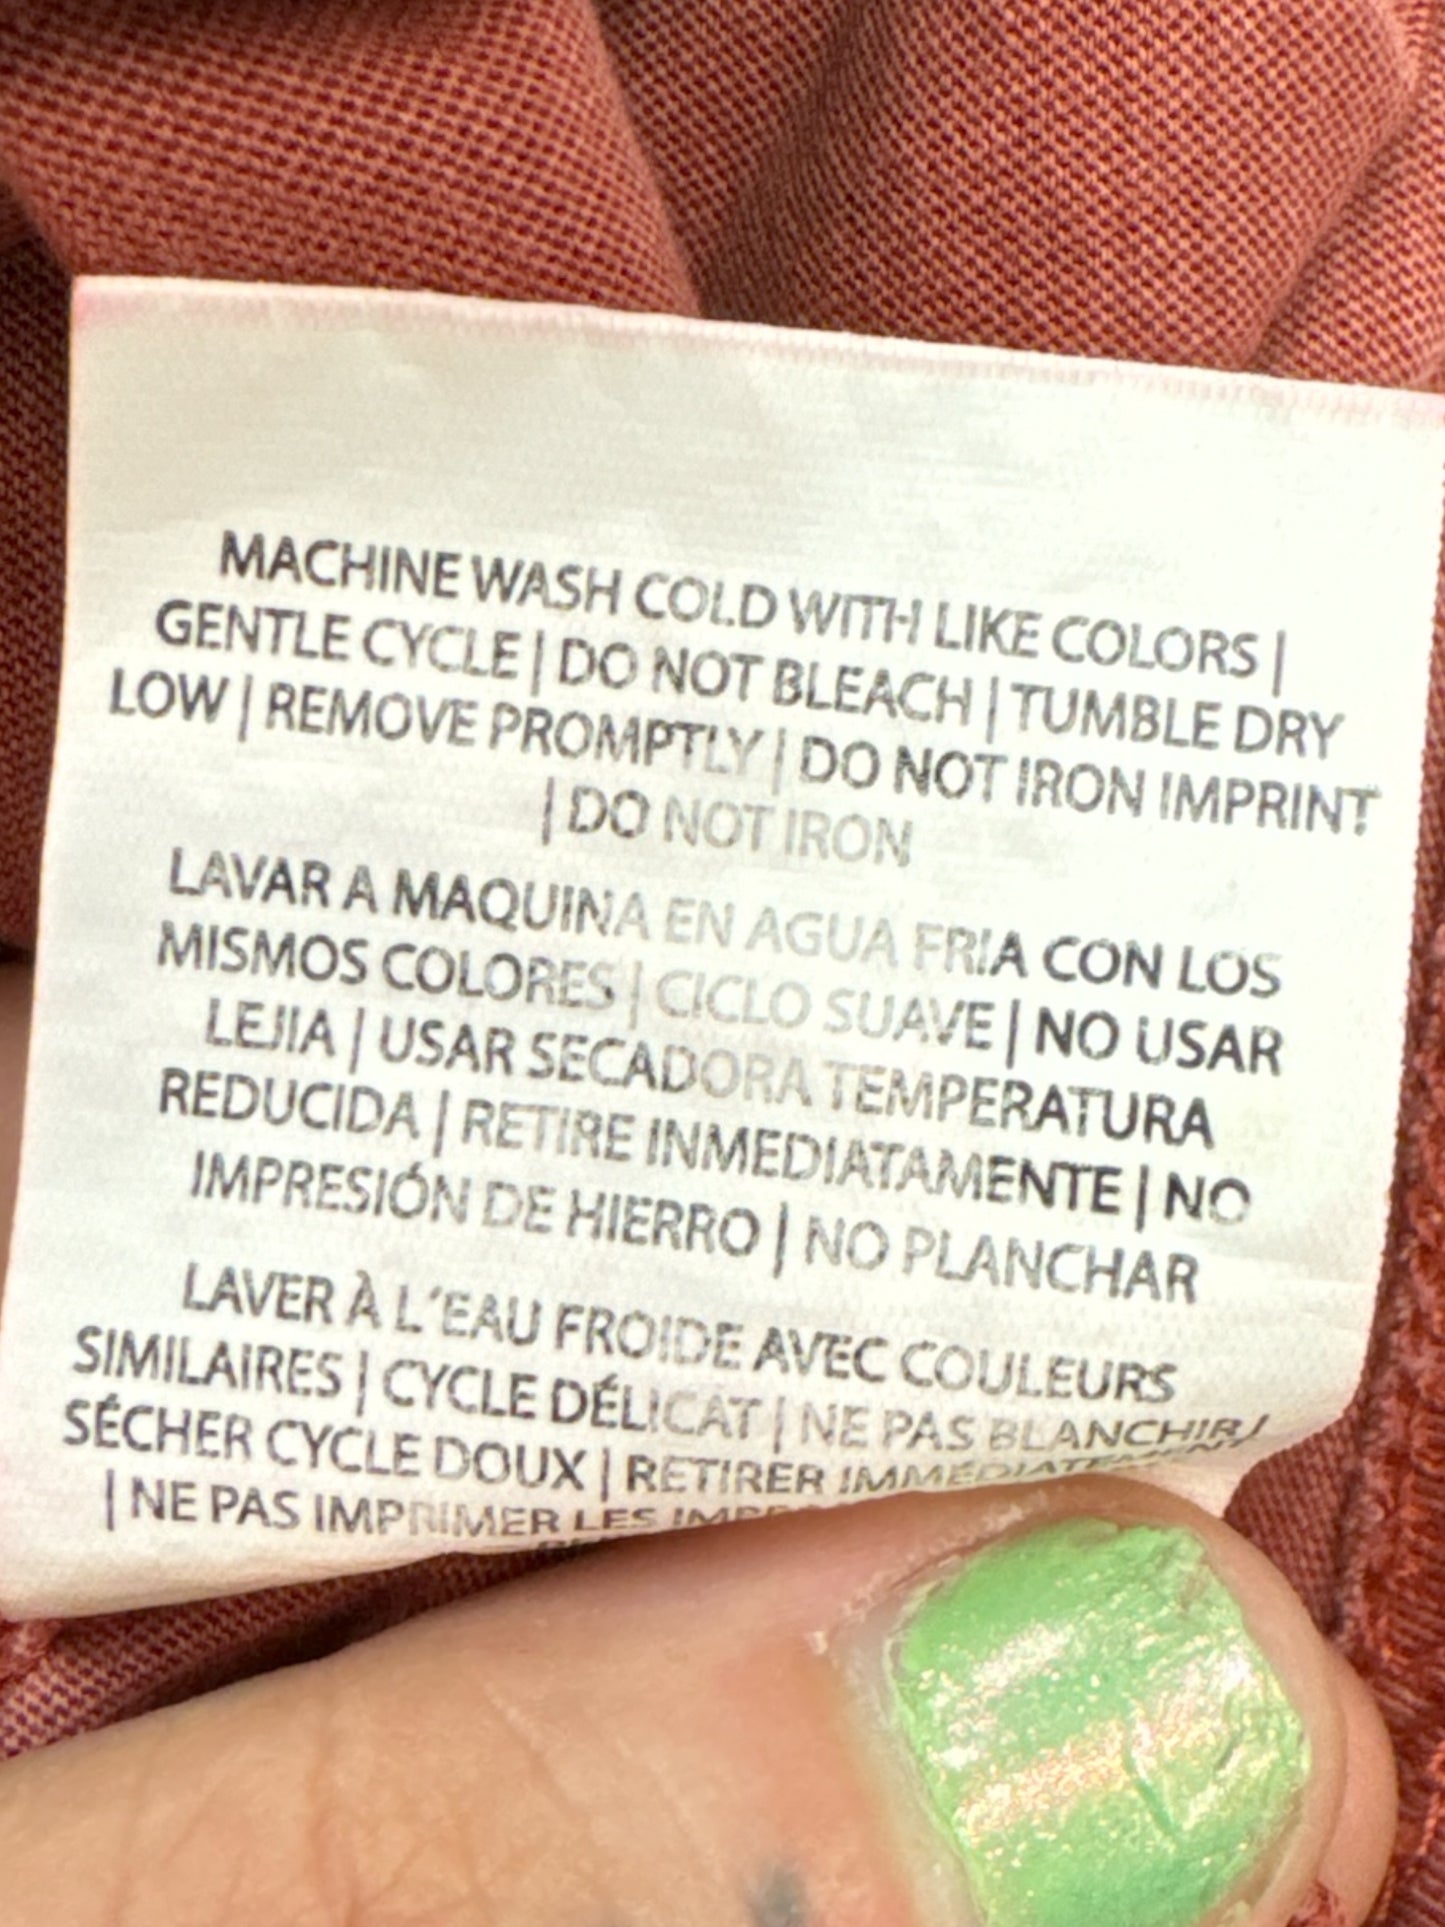 MACHINE WASH COLD WITH LIKE COLORS |
GENTLE CYCLE | DO NOT BLEACH | TUMBLE DRY
LOW | REMOVE PROMPTLY | DO NOT IRON IMPRINT
| DO NOT IRON
LAVAR A MAQUINA EN AGUA FRIA CON LOS
MISMOS COLORES | CICLO SUAVE | NO USAR
LEJIA | USAR SECADORA TEMPERATURA
REDUCIDA | RETIRE INMEDIATAMENTE | NO
IMPRESIÓN DE HIERRO | NO PLANCHAR
LAVER À L'EAU FROIDE AVEC COULEURS
SIMILAIRES | CYCLE DÉLICAT | NE PAS BLANCHIR |
SÉCHER CYCLE DOUX | RETIRER IMMÉDIATEMENT
| NE PAS IMPRIMER LES